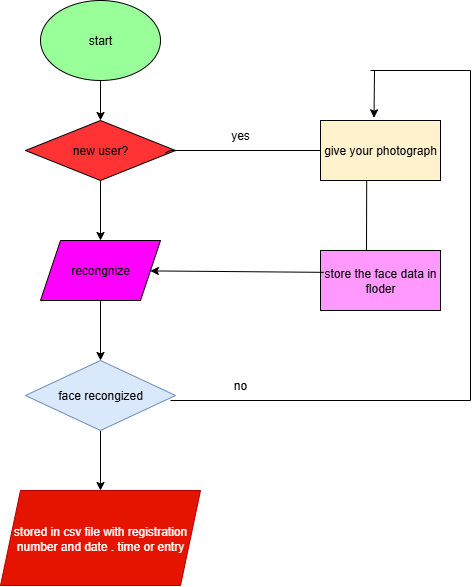 start
new user?
yes
give your photograph
recongnize
store the face data in
floder
face recongized
no
stored in csv file with registration
number and date . time or entry